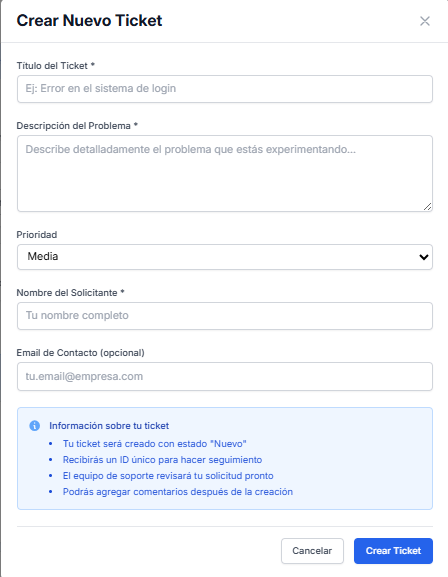 Crear Nuevo Ticket
Título del Ticket *
Ej: Error en el sistema de login
Descripción del Problema *
Describe detalladamente el problema que estás experimentando...
Prioridad
Media
Nombre del Solicitante *
Tu nombre completo
Email de Contacto (opcional)
tu.email@empresa.com
Información sobre tu ticket
• Tu ticket será creado con estado "Nuevo"
• Recibirás un ID único para hacer seguimiento
• El equipo de soporte revisará tu solicitud pronto
• Podrás agregar comentarios después de la creación
Cancelar Crear Ticket